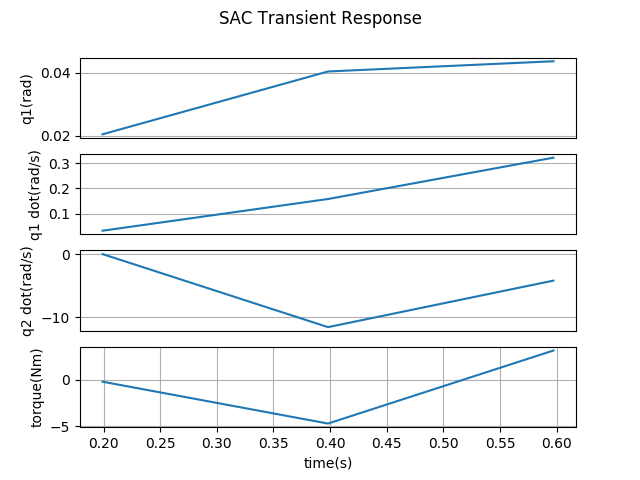 SAC Transient Response
q1(rad)
0.04
0.02
q1 dot(rad/s)
0.3
0.2
0.1
q2 dot(rad/s)
0
−10
torque(Nm)
0
−5
0.20 0.25 0.30 0.35 0.40 0.45 0.50 0.55 0.60
time(s)